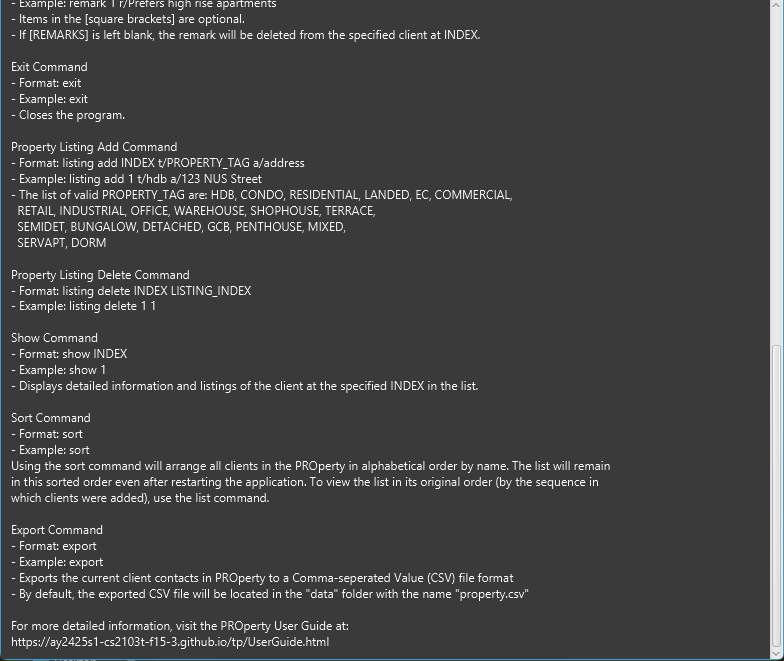 - Example: remark 1 r/Prefers high rise apartments
- Items in the [square brackets] are optional.
- If [REMARKS] is left blank, the remark will be deleted from the specified client at INDEX.
Exit Command
- Format: exit
- Example: exit
- Closes the program.
Property Listing Add Command
- Format: listing add INDEX t/PROPERTY_TAG a/address
- Example: listing add 1 t/hdb a/123 NUS Street
- The list of valid PROPERTY_TAG are: HDB, CONDO, RESIDENTIAL, LANDED, EC, COMMERCIAL,
RETAIL, INDUSTRIAL, OFFICE, WAREHOUSE, SHOPHOUSE, TERRACE,
SEMIDET, BUNGALOW, DETACHED, GCB, PENTHOUSE, MIXED,
SERVAPT, DORM
Property Listing Delete Command
- Format: listing delete INDEX LISTING_INDEX
- Example: listing delete 1 1
Show Command
- Format: show INDEX
- Example: show 1
- Displays detailed information and listings of the client at the specified INDEX in the list.
Sort Command
- Format: sort
- Example: sort
Using the sort command will arrange all clients in the PROperty in alphabetical order by name. The list will remain
in this sorted order even after restarting the application. To view the list in its original order (by the sequence in
which clients were added), use the list command.
Export Command
- Format: export
- Example: export
- Exports the current client contacts in PROperty to a Comma-seperated Value (CSV) file format
- By default, the exported CSV file will be located in the "data" folder with the name "property.csv"
For more detailed information, visit the PROperty User Guide at:
https://ay2425s1-cs2103t-f15-3.github.io/tp/UserGuide.html